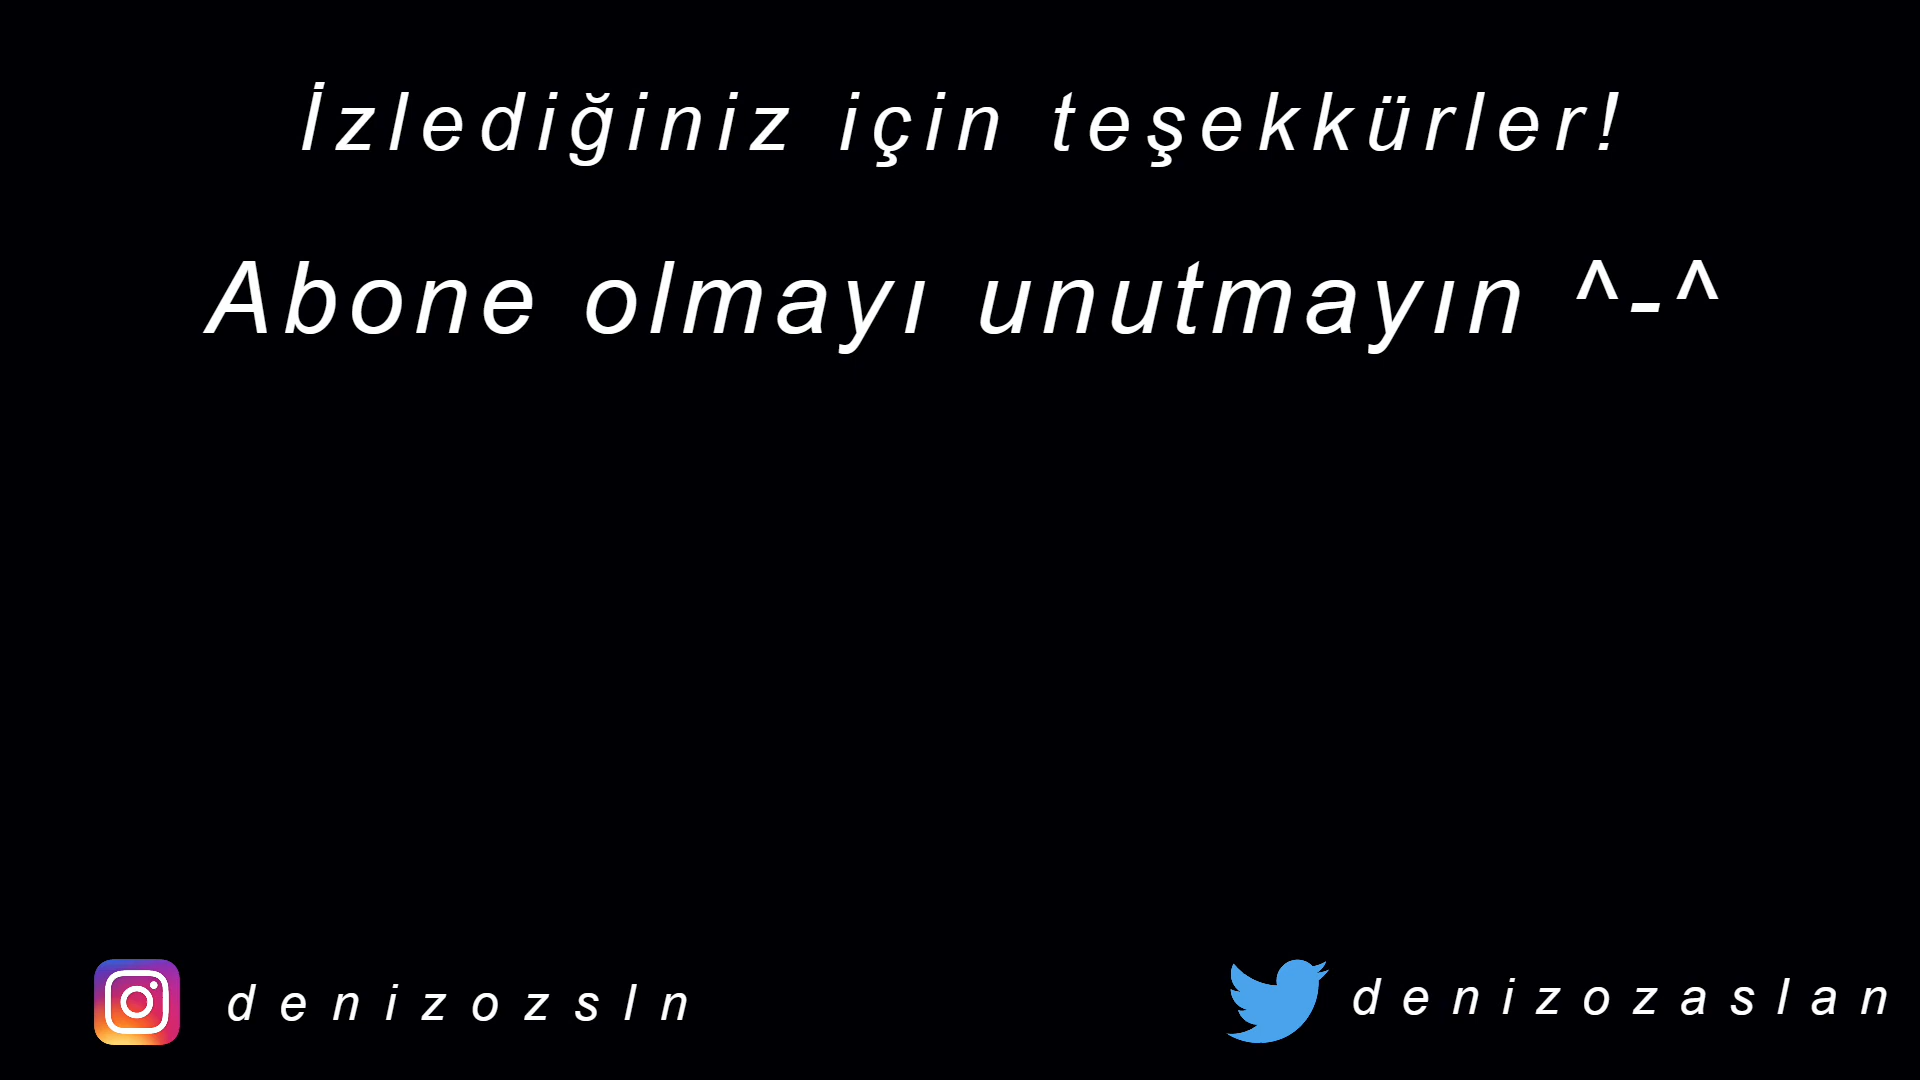 İzlediğiniz için teşekkürler!
Abone olmayı unutmayın ^-^
denizozsln
denizozaslan